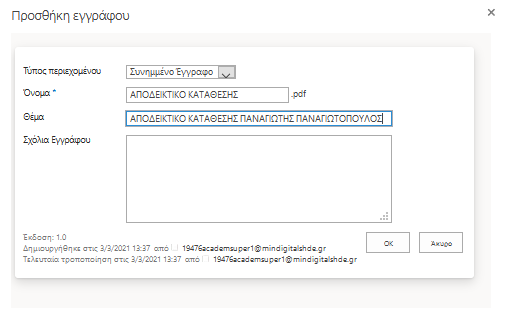 Προσθήκη εγγράφου
Τύπος περιεχομένου Συνημμένο Έγγραφο
Όνομα * ΑΠΟΔΕΙΚΤΙΚΟ ΚΑΤΑΘΕΣΗΣ .pdf
Θέμα ΑΠΟΔΕΙΚΤΙΚΟ ΚΑΤΑΘΕΣΗΣ ΠΑΝΑΓΙΩΤΗΣ ΠΑΝΑΓΙΩΤΟΠΟΥΛΟΣ
Σχόλια Εγγράφου
Έκδοση: 1.0
Δημιουργήθηκε στις 3/3/2021 13:37 από 19476academsuper1@mindigitalshde.gr
Τελευταία τροποποίηση στις 3/3/2021 13:37 από 19476academsuper1@mindigitalshde.gr
OK Άκυρο